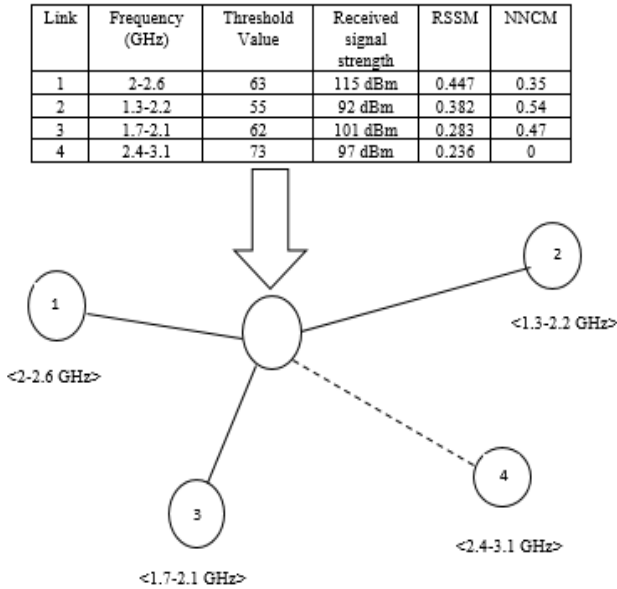 Link Frequency (GHz) Threshold Value Received signal strength RSSM NNCM
1 2-2.6 63 115 dBm 0.447 0.35
2 1.3-2.2 55 92 dBm 0.382 0.54
3 1.7-2.1 62 101 dBm 0.283 0.47
4 2.4-3.1 73 97 dBm 0.236 0
2
1
<1.3-2.2 GHz>
<2-2.6 GHz>
4
3
<2.4-3.1 GHz>
<1.7-2.1 GHz>